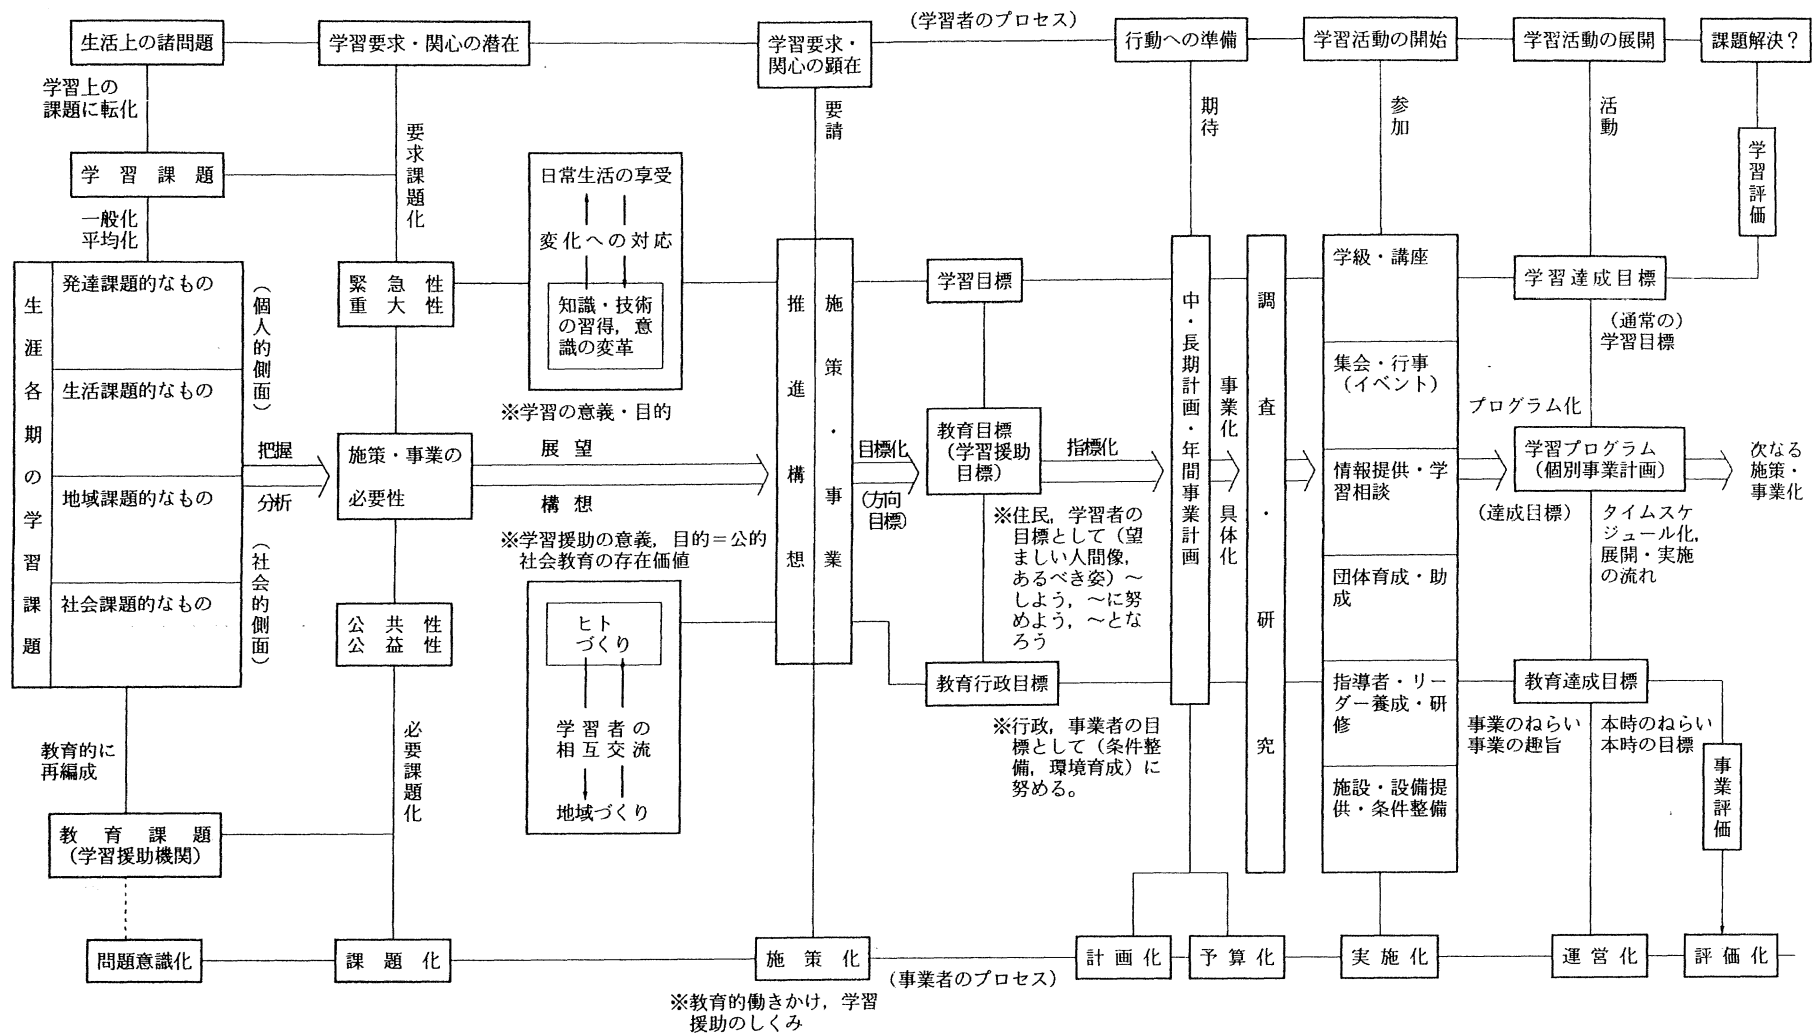 (学習者のプロセス)
生活上の諸問題
学習要求・関心の潜在
学習要求・
関心の顕在
行動への準備
学習活動の開始
学習活動の展開
課題解決?
学習上の
課題に転化
要求課題化
要請
期待
参加
活動
学習評価
学習課題
一般化
平均化
生涯各期の学習課題
発達課題的なもの
生活課題的なもの
地域課題的なもの
社会課題的なもの
(個人的側面)
(社会的側面)
把握
分析
緊急性
重大性
施策・事業の
必要性
公共性
公益性
必要課題化
教育的に
再編成
教育課題
(学習援助機関)
日常生活の享受
変化への対応
知識・技術
の習得,意
識の変革
※学習の意義・目的
展望
構想
※学習援助の意義,目的=公的
社会教育の存在価値
ヒト
づくり
学習者の
相互交流
地域づくり
施策・事業
推進構想
目標化
(方向
目標)
学習目標
教育目標
(学習援助
目標)
指標化
※住民,学習者の
目標として(望
ましい人間像,
あるべき姿)~
しよう,~に努
めよう,~とな
ろう
教育行政目標
※行政,事業者の目
標として(条件整
備,環境育成)に
努める。
中・長期計画・年間事業計画
事業化
具体化
調査・研究
学級・講座
集会・行事
(イベント)
情報提供・学
習相談
団体育成・助
成
指導者・リー
ダー養成・研
修
施設・設備提
供・条件整備
学習達成目標
(通常の)
学習目標
プログラム化
学習プログラム
(個別事業計画)
(達成目標)
タイムスケ
ジュール化,
展開・実施
の流れ
次なる
施策・
事業化
教育達成目標
事業のねらい
事業の趣旨
本時のねらい
本時の目標
事業評価
問題意識化
課題化
施策化
計画化
予算化
実施化
運営化
評価化
(事業者のプロセス)
※教育的働きかけ,学習
援助のしくみ